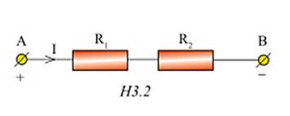 A I R₁ R₂ B
+ −
H3.2